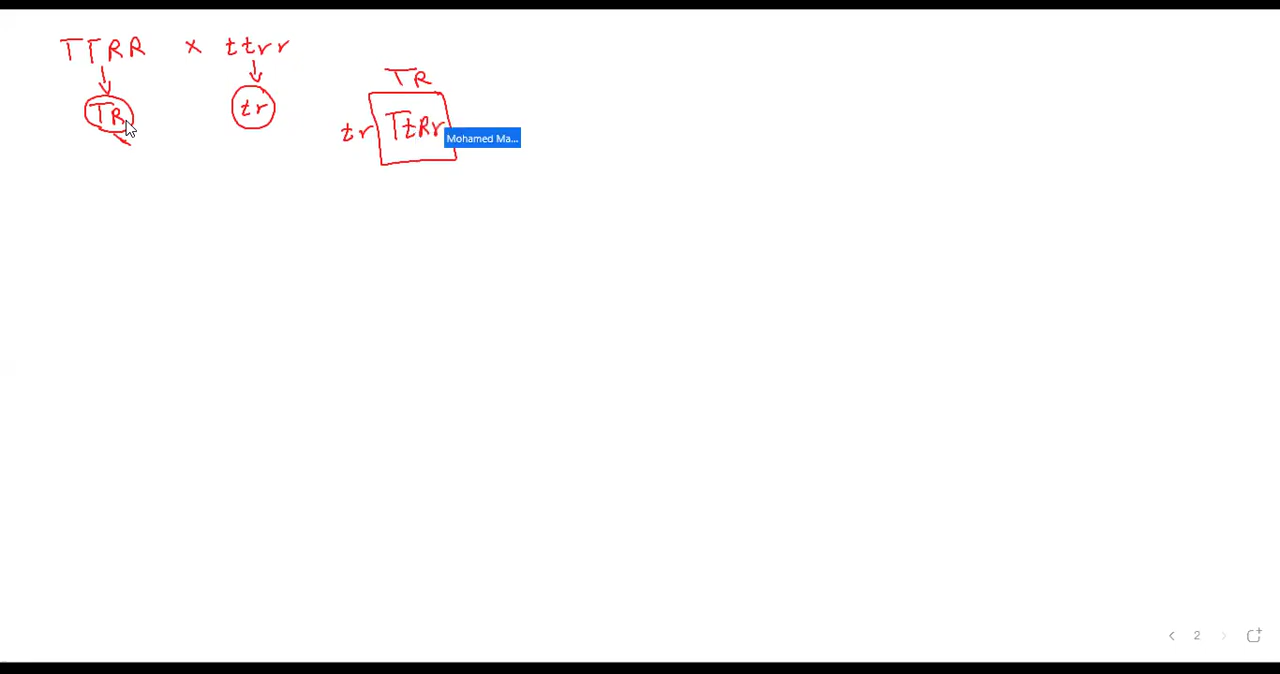 TTRR × ttrr
TR
TR tr
tr TtRr
Mohamed Ma...
2